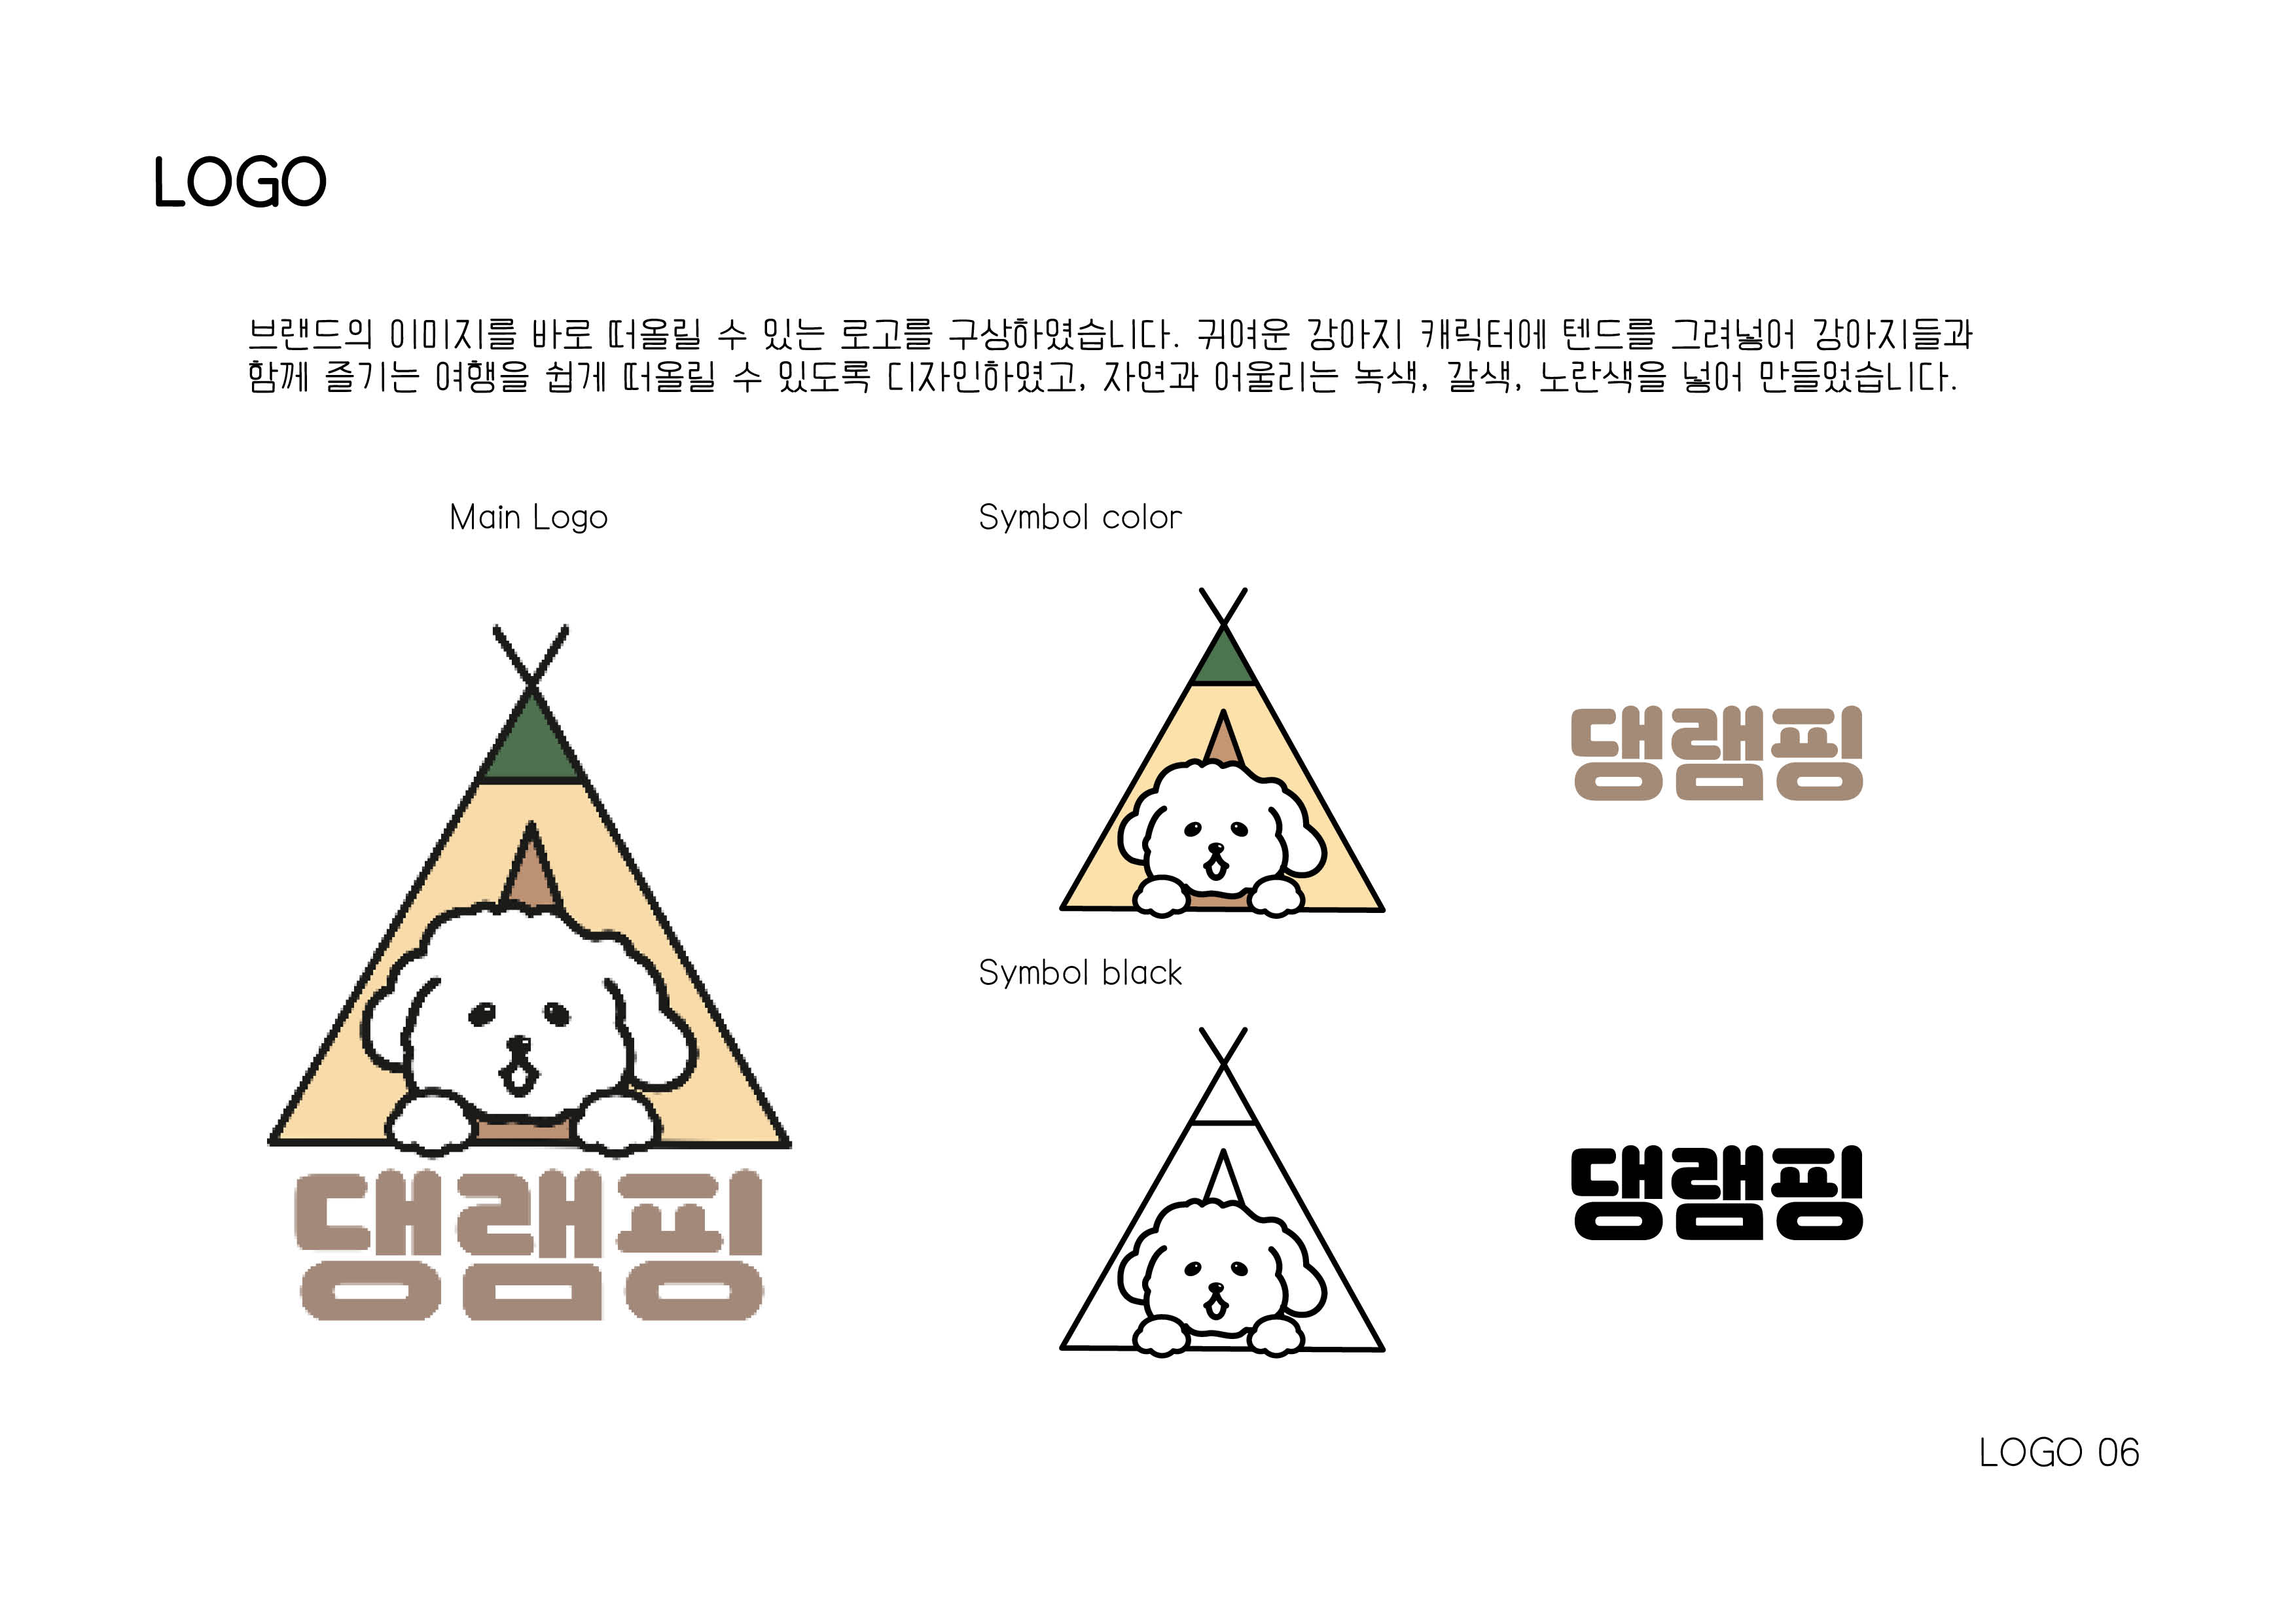 LOGO
브랜드의 이미지를 바로 떠올릴 수 있는 로고를 구상하였습니다. 귀여운 강아지 캐릭터에 텐드를 그려넣어 강아지들과
함께 즐기는 여행을 쉽게 떠올릴 수 있도록 디자인하였고, 자연과 어울리는 녹색, 갈색, 노란색을 넣어 만들었습니다.
Main Logo
댕램핑
Symbol color
댕램핑
Symbol black
댕램핑
LOGO 06